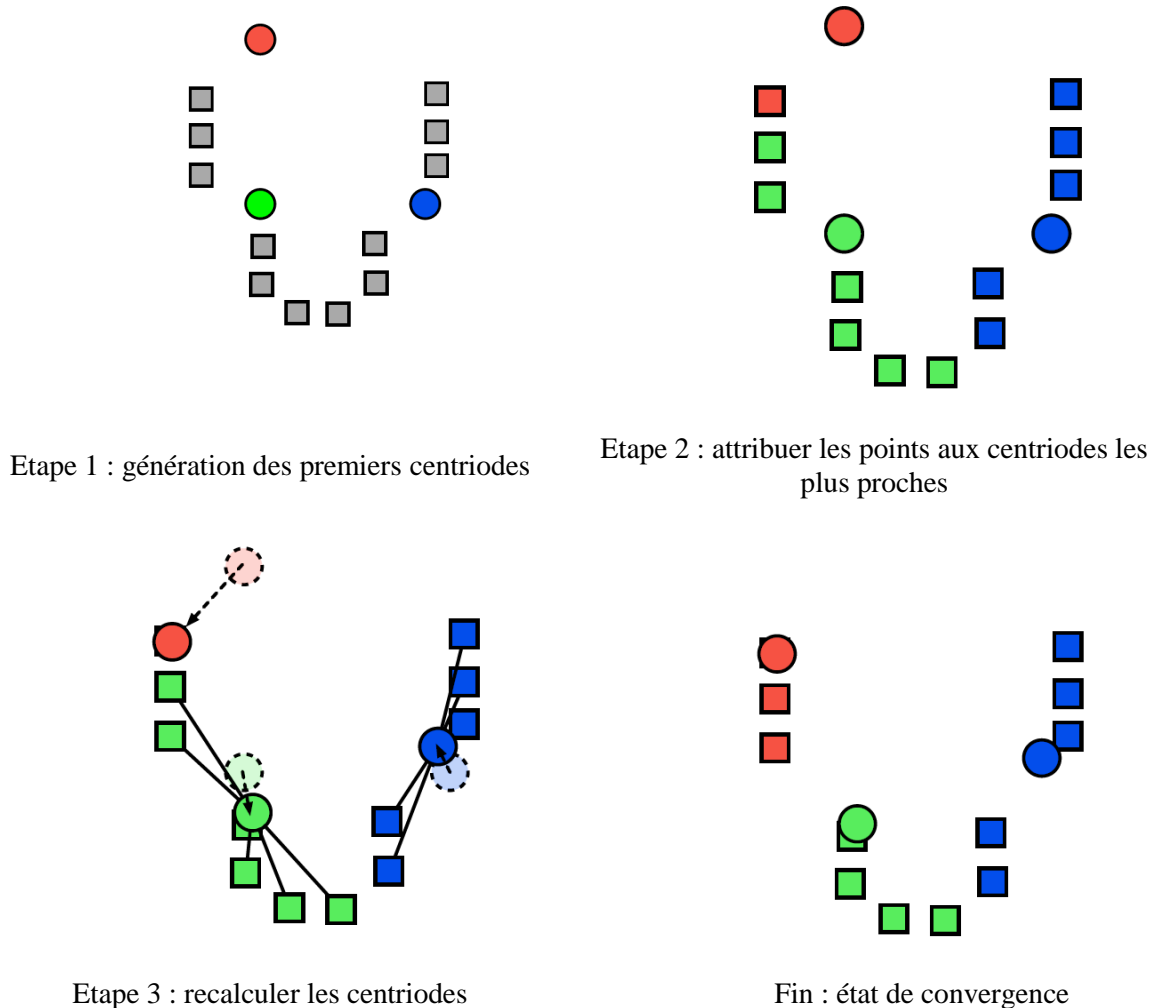 Etape 1 : génération des premiers centriodes
Etape 2 : attribuer les points aux centriodes les
plus proches
Etape 3 : recalculer les centriodes
Fin : état de convergence